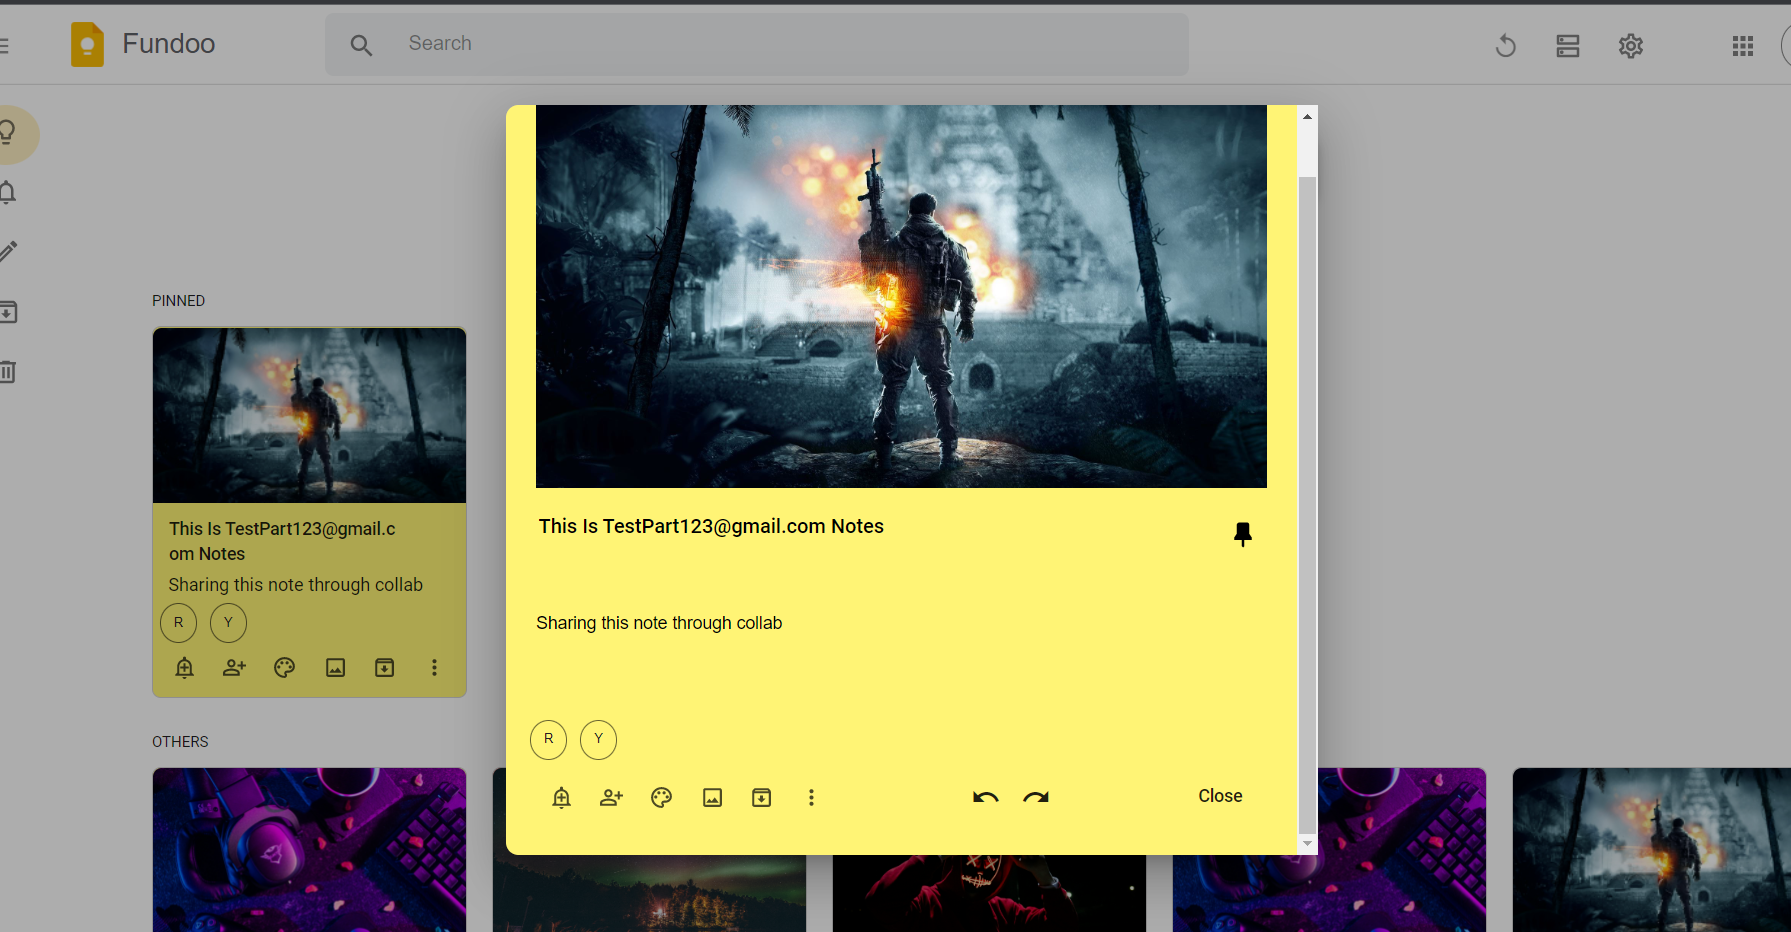 Fundoo
Search
PINNED
This Is TestPart123@gmail.c
om Notes
Sharing this note through collab
R Y
OTHERS
This Is TestPart123@gmail.com Notes
Sharing this note through collab
R Y
Close